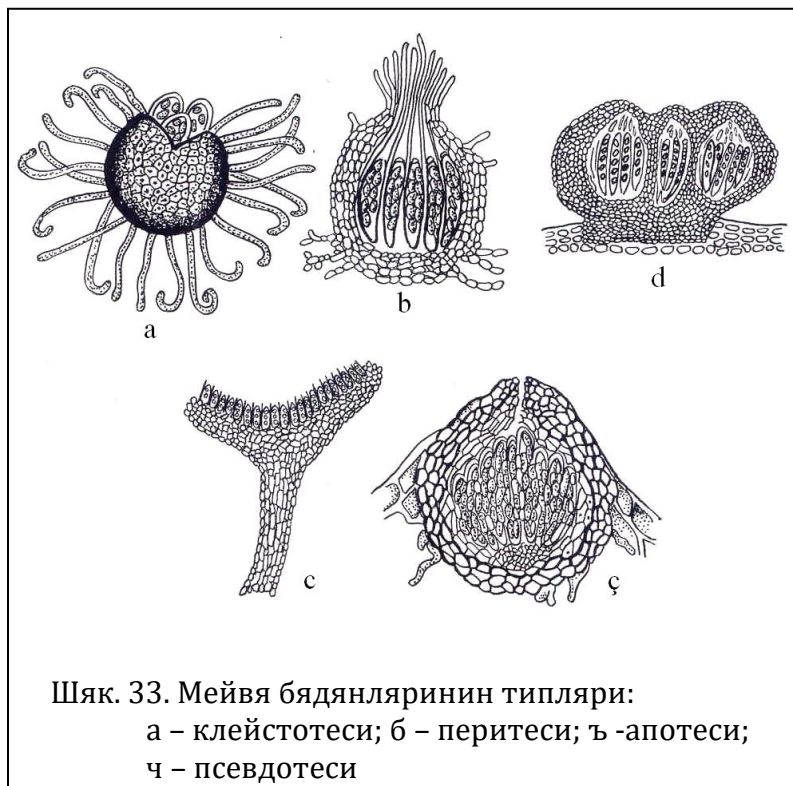 a
b
d
c
ç
Шяк. 33. Мейвя бядянляринин типляри:
а – клейстотеси; б – перитеси; ъ -апотеси;
ч – псевдотеси